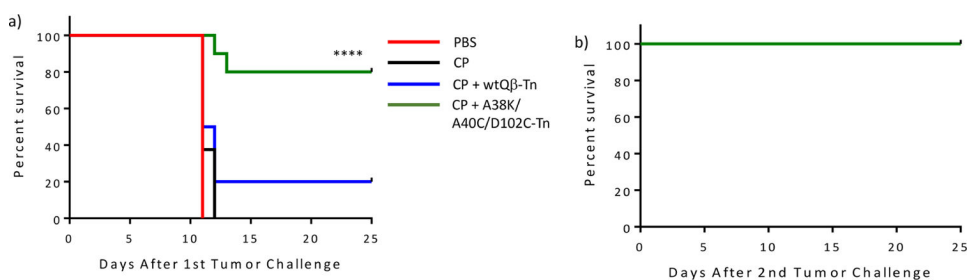 a)
Percent survival
100
80
60
40
20
0
0 5 10 15 20 25
Days After 1st Tumor Challenge
****
PBS
CP
CP + wtQβ-Tn
CP + A38K/
A40C/D102C-Tn
b)
Percent survival
100
80
60
40
20
0
0 5 10 15 20 25
Days After 2nd Tumor Challenge